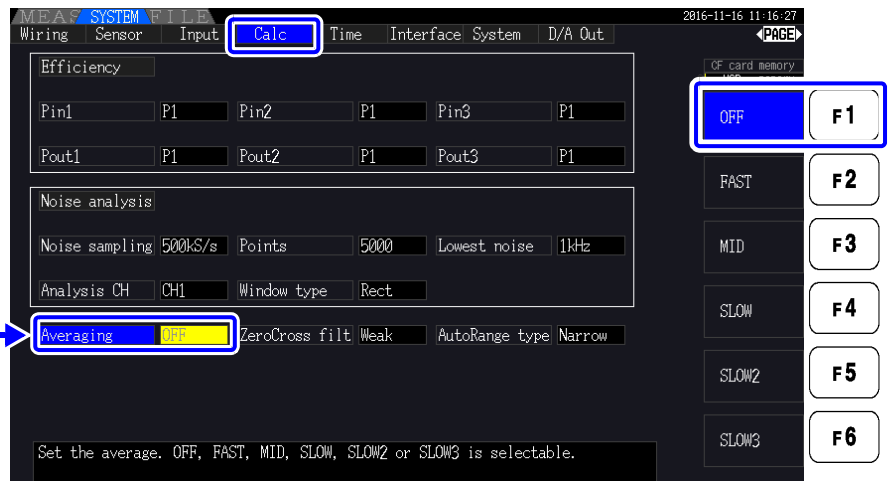 MEAS SYSTEM FILE 2016-11-16 11:16:27
Wiring Sensor Input Calc Time Interface System D/A Out PAGE
Efficiency CF card memory
Pin1 P1 Pin2 P1 Pin3 P1 OFF F1
Pout1 P1 Pout2 P1 Pout3 P1
FAST F2
Noise analysis
Noise sampling 500kS/s Points 5000 Lowest noise 1kHz MID F3
Analysis CH CH1 Window type Rect
SLOW F4
Averaging OFF ZeroCross filt Weak AutoRange type Narrow
SLOW2 F5
SLOW3 F6
Set the average. OFF, FAST, MID, SLOW, SLOW2 or SLOW3 is selectable.